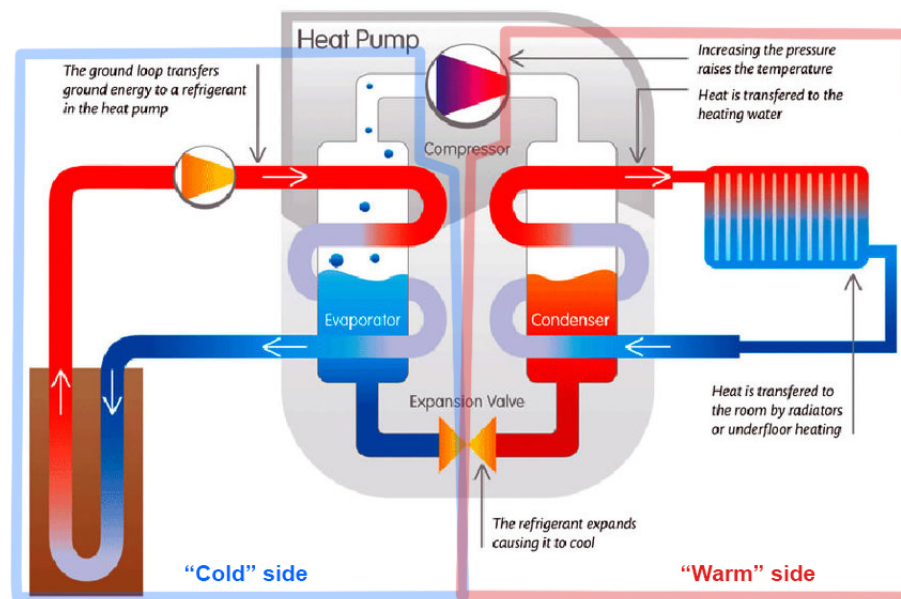 Heat Pump
The ground loop transfers
ground energy to a refrigerant
in the heat pump
Increasing the pressure
raises the temperature
Heat is transfered to the
heating water
Compressor
Evaporator
Condenser
Expansion Valve
Heat is transfered to
the room by radiators
or underfloor heating
The refrigerant expands
causing it to cool
“Cold” side
“Warm” side